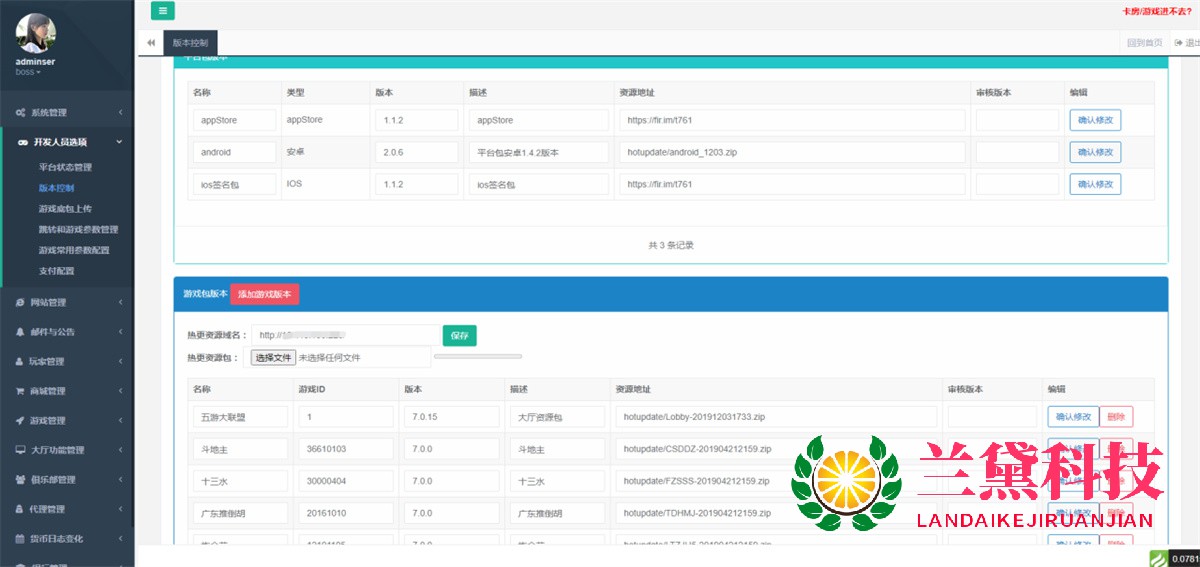 卡房/游戏进不去?
版本控制
回到首页
退出
adminser
boss
系统管理
开发人员选项
平台状态管理
版本控制
游戏底包上传
跳转和游戏参数管理
游戏常用参数配置
支付配置
网站管理
邮件与公告
玩家管理
商城管理
游戏管理
大厅功能管理
俱乐部管理
代理管理
货币日志变化
平台包版本
名称 类型 版本 描述 资源地址 审核版本 编辑
appStore appStore 1.1.2 appStore https://fir.im/t761 确认修改
android 安卓 2.0.6 平台包安卓1.4.2版本 hotupdate/android_1203.zip 确认修改
ios签名包 IOS 1.1.2 ios签名包 https://fir.im/t761 确认修改
共 3 条记录
游戏包版本 添加游戏版本
热更资源域名： http:// 保存
热更资源包： 选择文件 未选择任何文件
名称 游戏ID 版本 描述 资源地址 审核版本 编辑
五游大联盟 1 7.0.15 大厅资源包 hotupdate/Lobby-201912031733.zip 确认修改 删除
斗地主 36610103 7.0.0 斗地主 hotupdate/CSDDZ-201904212159.zip
十三水 30000404 7.0.0 十三水 hotupdate/FZSSS-201904212159.zip
广东推倒胡 20161010 7.0.0 广东推倒胡 hotupdate/TDHMJ-201904212159.zip
兰黛科技
LANDAIKEJIRUANJIAN
0.0781